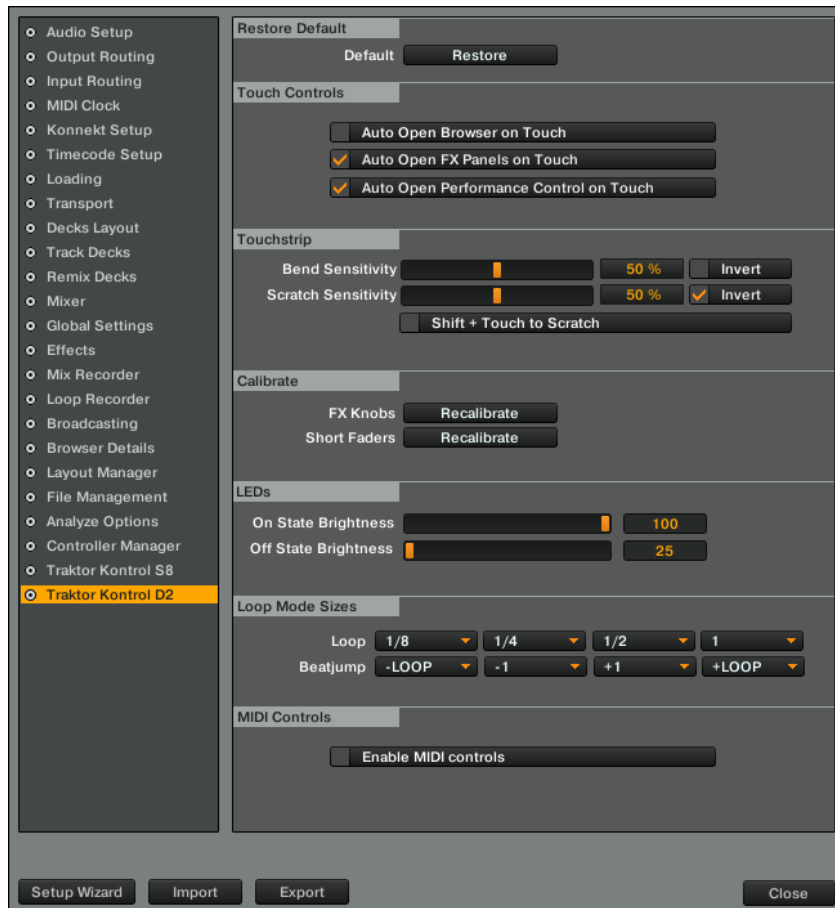 Audio Setup
Output Routing
Input Routing
MIDI Clock
Konnekt Setup
Timecode Setup
Loading
Transport
Decks Layout
Track Decks
Remix Decks
Mixer
Global Settings
Effects
Mix Recorder
Loop Recorder
Broadcasting
Browser Details
Layout Manager
File Management
Analyze Options
Controller Manager
Traktor Kontrol S8
Traktor Kontrol D2
Restore Default
Default Restore
Touch Controls
Auto Open Browser on Touch
Auto Open FX Panels on Touch
Auto Open Performance Control on Touch
Touchstrip
Bend Sensitivity 50 % Invert
Scratch Sensitivity 50 % Invert
Shift + Touch to Scratch
Calibrate
FX Knobs Recalibrate
Short Faders Recalibrate
LEDs
On State Brightness 100
Off State Brightness 25
Loop Mode Sizes
Loop 1/8 1/4 1/2 1
Beatjump -LOOP -1 +1 +LOOP
MIDI Controls
Enable MIDI controls
Setup Wizard Import Export Close